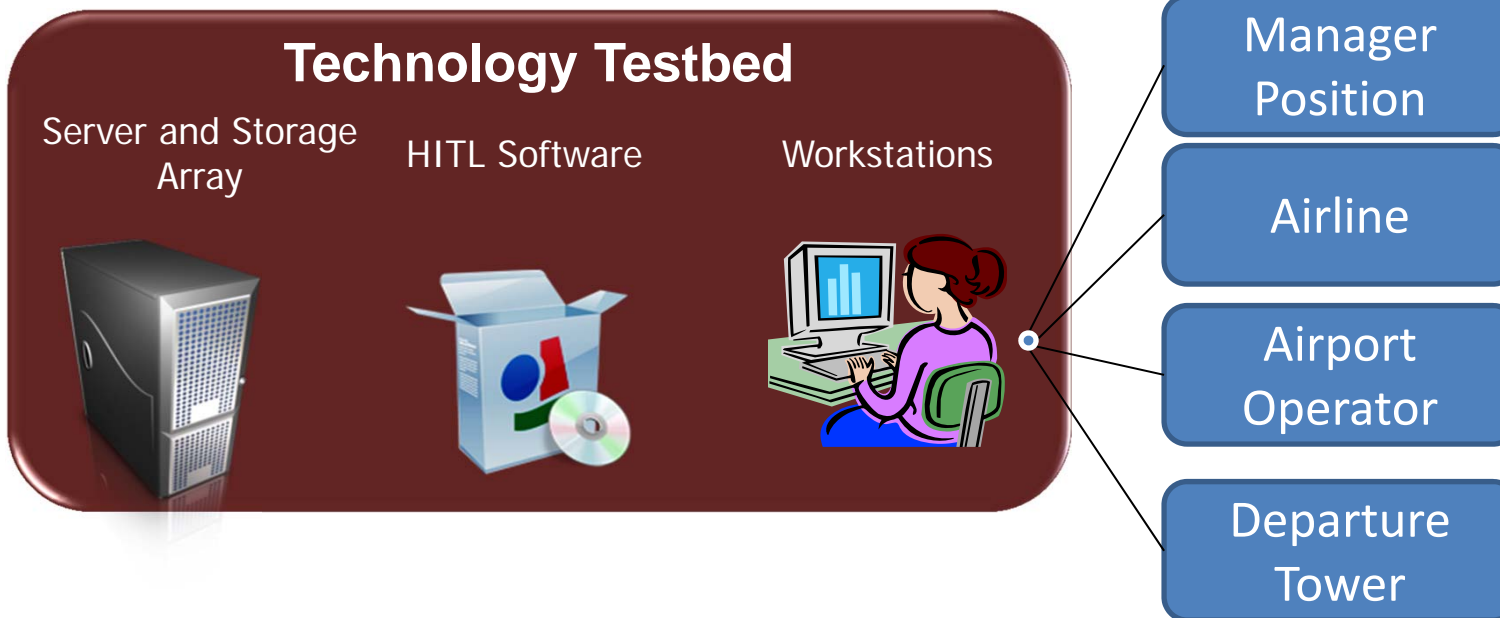 Technology Testbed
Server and Storage
Array
HITL Software
Workstations
Manager
Position
Airline
Airport
Operator
Departure
Tower